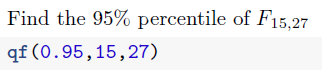 Find the 95% percentile of F15,27
qf(0.95,15,27)